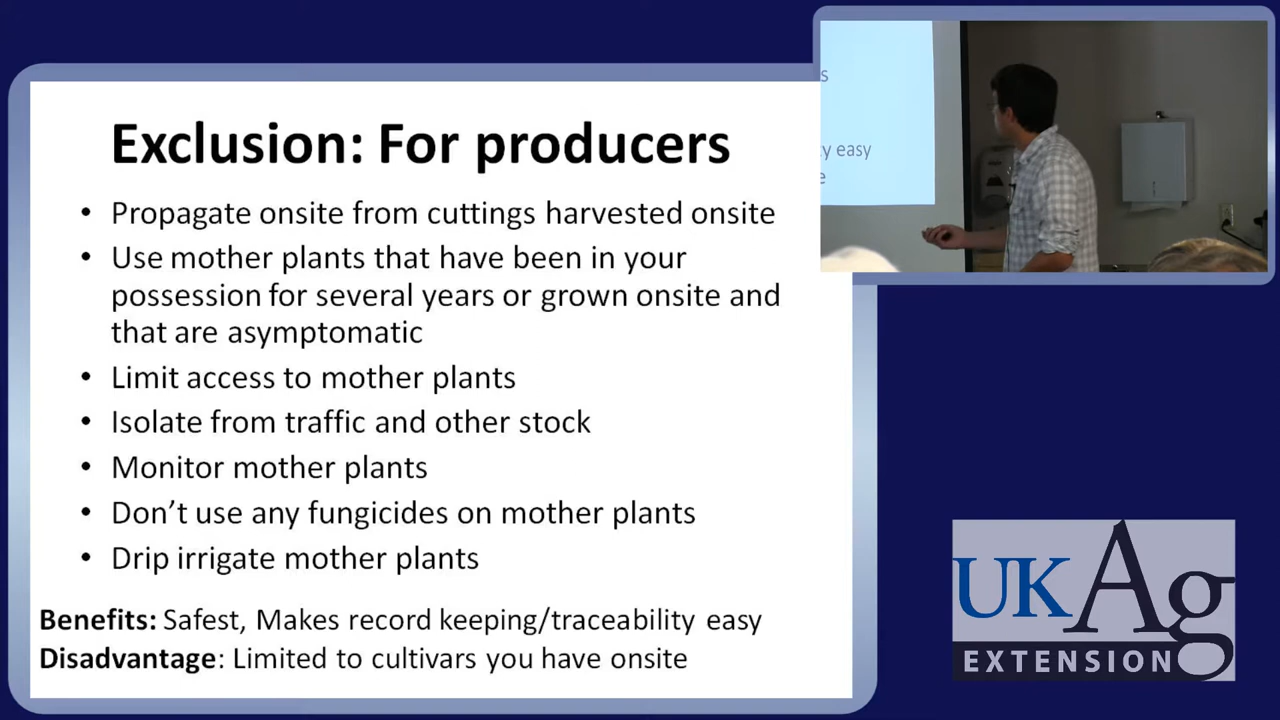 Exclusion: For producers
• Propagate onsite from cuttings harvested onsite
• Use mother plants that have been in your
possession for several years or grown onsite and
that are asymptomatic
• Limit access to mother plants
• Isolate from traffic and other stock
• Monitor mother plants
• Don’t use any fungicides on mother plants
• Drip irrigate mother plants
Benefits: Safest, Makes record keeping/traceability easy
Disadvantage: Limited to cultivars you have onsite
s
y easy
e
UKAg
EXTENSION